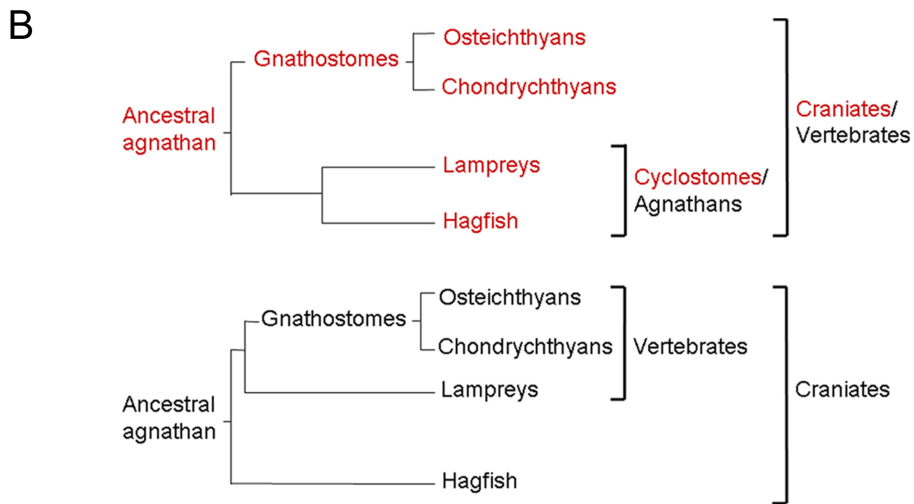 B
Osteichthyans
Gnathostomes
Chondrychthyans
Ancestral
agnathan
Craniates/
Vertebrates
Lampreys
Cyclostomes/
Agnathans
Hagfish
Osteichthyans
Gnathostomes
Chondrychthyans
Vertebrates
Lampreys
Craniates
Ancestral
agnathan
Hagfish